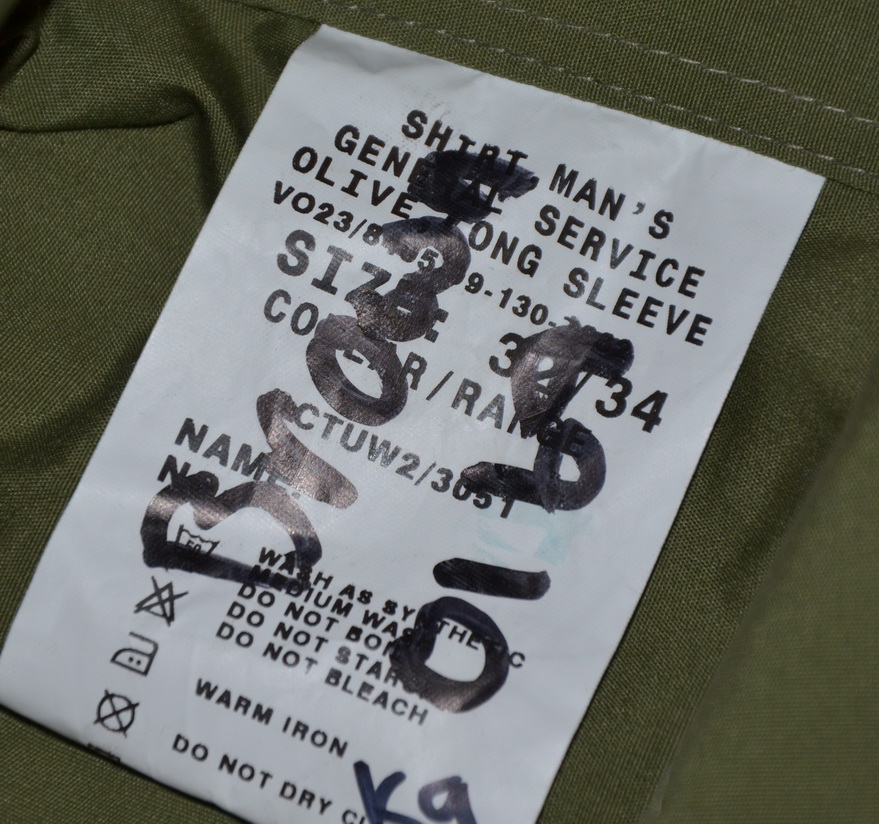 SHIRT MAN'S
GENERAL SERVICE
OLIVE LONG SLEEVE
SIZE 32/34
COLLAR/RANGE
CTUW2/3051
NAME:
NO
WASH AS SYNTHETIC
MEDIUM WASH
DO NOT BOIL
DO NOT STARCH
DO NOT BLEACH
WARM IRON
DO NOT DRY
Kg